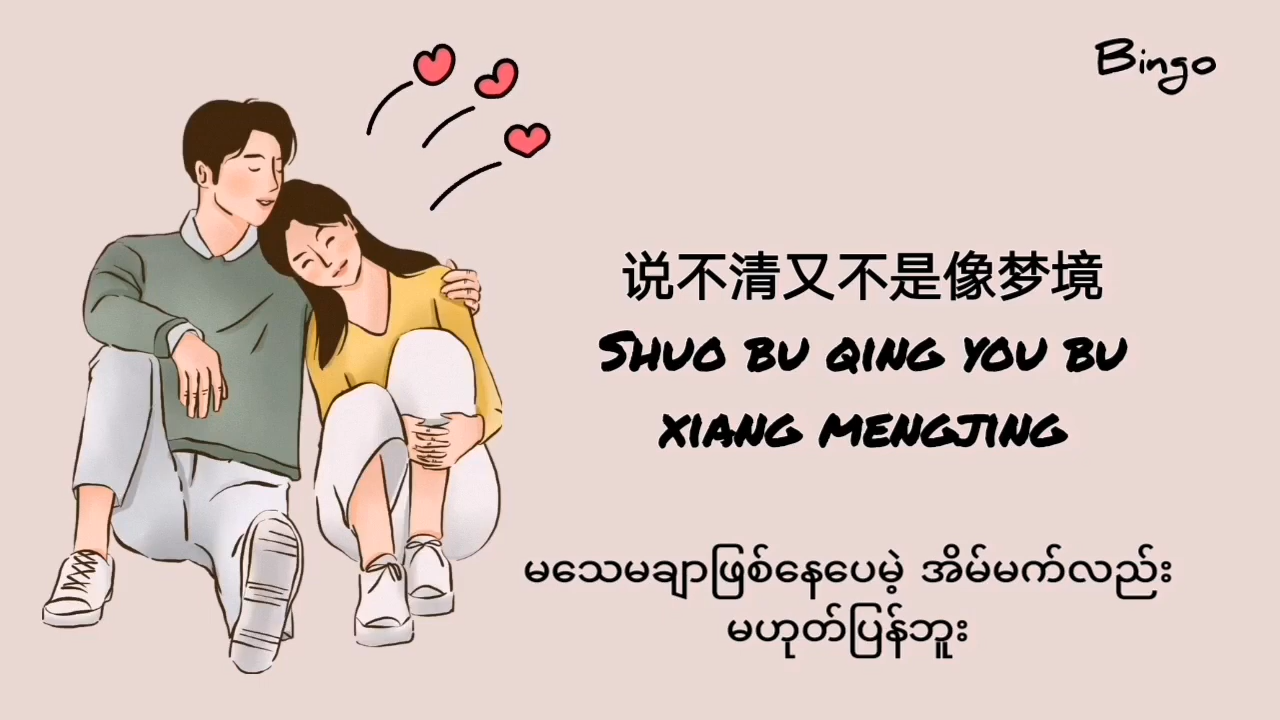 Bingo
说不清又不是像梦境
Shuo bu qing you bu
xiang mengjing
မသေမချာဖြစ်နေပေမဲ့ အိမ်မက်လည်း
မဟုတ်ပြန်ဘူး